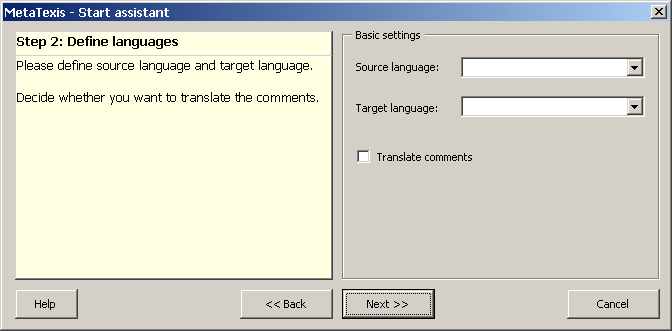 MetaTexis - Start assistant
Step 2: Define languages
Please define source language and target language.
Decide whether you want to translate the comments.
Basic settings
Source language:
Target language:
Translate comments
Help
<< Back
Next >>
Cancel